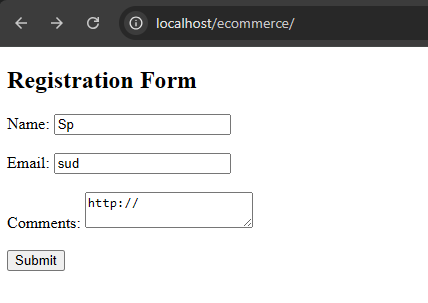 localhost/ecommerce/
Registration Form
Name: Sp
Email: sud
http://
Comments:
Submit